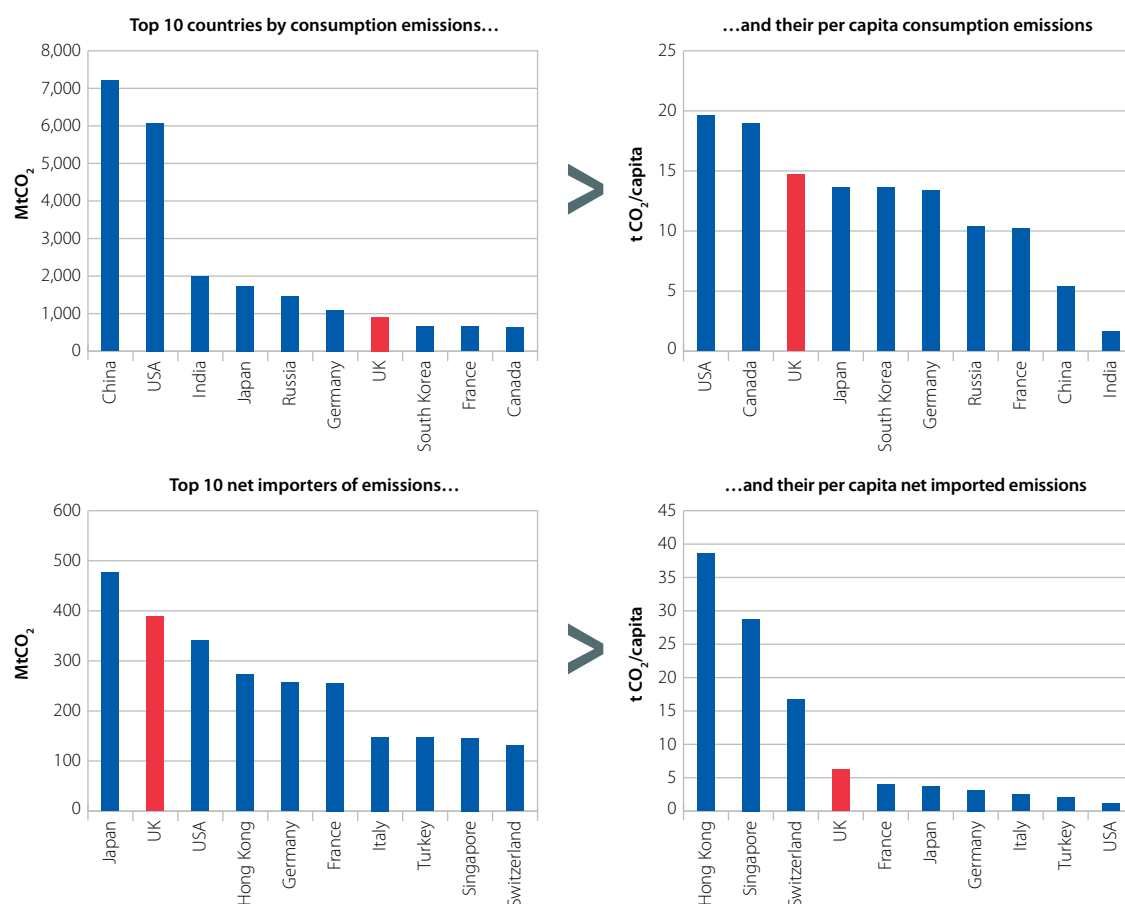 Top 10 countries by consumption emissions…
8,000
7,000
6,000
5,000
4,000
3,000
2,000
1,000
0
MtCO₂
China
USA
India
Japan
Russia
Germany
UK
South Korea
France
Canada
>
…and their per capita consumption emissions
25
20
15
10
5
0
t CO₂/capita
USA
Canada
UK
Japan
South Korea
Germany
Russia
France
China
India
Top 10 net importers of emissions…
600
500
400
300
200
100
0
MtCO₂
Japan
UK
USA
Hong Kong
Germany
France
Italy
Turkey
Singapore
Switzerland
>
…and their per capita net imported emissions
45
40
35
30
25
20
15
10
5
0
t CO₂/capita
Hong Kong
Singapore
Switzerland
UK
France
Japan
Germany
Italy
Turkey
USA